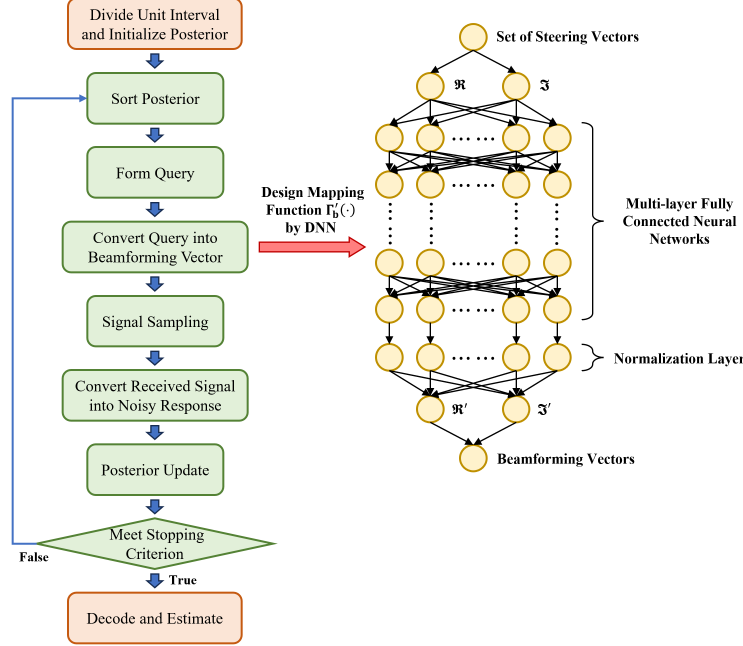 Divide Unit Interval
and Initialize Posterior
Sort Posterior
Form Query
Convert Query into
Beamforming Vector
Signal Sampling
Convert Received Signal
into Noisy Response
Posterior Update
Meet Stopping
Criterion
False
True
Decode and Estimate
Design Mapping
Function Γ′b(·)
by DNN
Set of Steering Vectors
ℜ
ℑ
Multi-layer Fully
Connected Neural
Networks
Normalization Layer
ℜ′
ℑ′
Beamforming Vectors